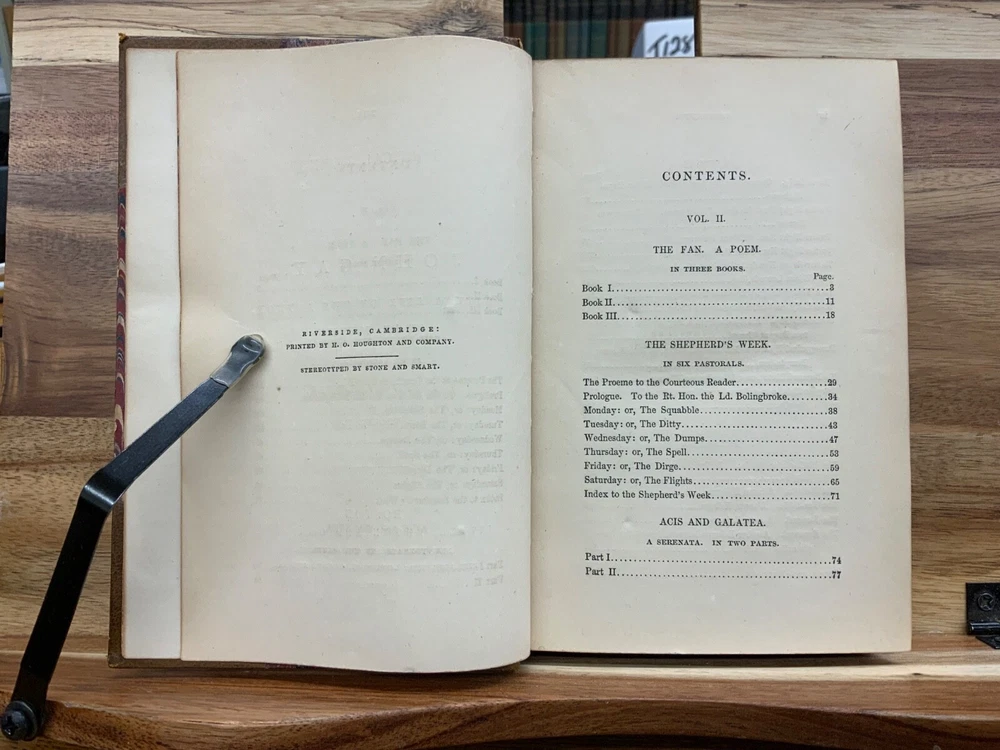 T128
RIVERSIDE, CAMBRIDGE:
PRINTED BY H. O. HOUGHTON AND COMPANY.
STEREOTYPED BY STONE AND SMART.
CONTENTS.
VOL. II.
THE FAN. A POEM.
IN THREE BOOKS.
Page.
Book I.......................................................3
Book II.....................................................11
Book III....................................................18
THE SHEPHERD'S WEEK.
IN SIX PASTORALS.
The Proeme to the Courteous Reader......................29
Prologue. To the Rt. Hon. the Ld. Bolingbroke......34
Monday: or, The Squabble................................38
Tuesday: or, The Ditty...................................43
Wednesday: or, The Dumps..............................47
Thursday: or, The Spell..................................53
Friday: or, The Dirge.....................................59
Saturday: or, The Flights.................................65
Index to the Shepherd's Week.............................71
ACIS AND GALATEA.
A SERENATA. IN TWO PARTS.
Part I......................................................74
Part II.....................................................77